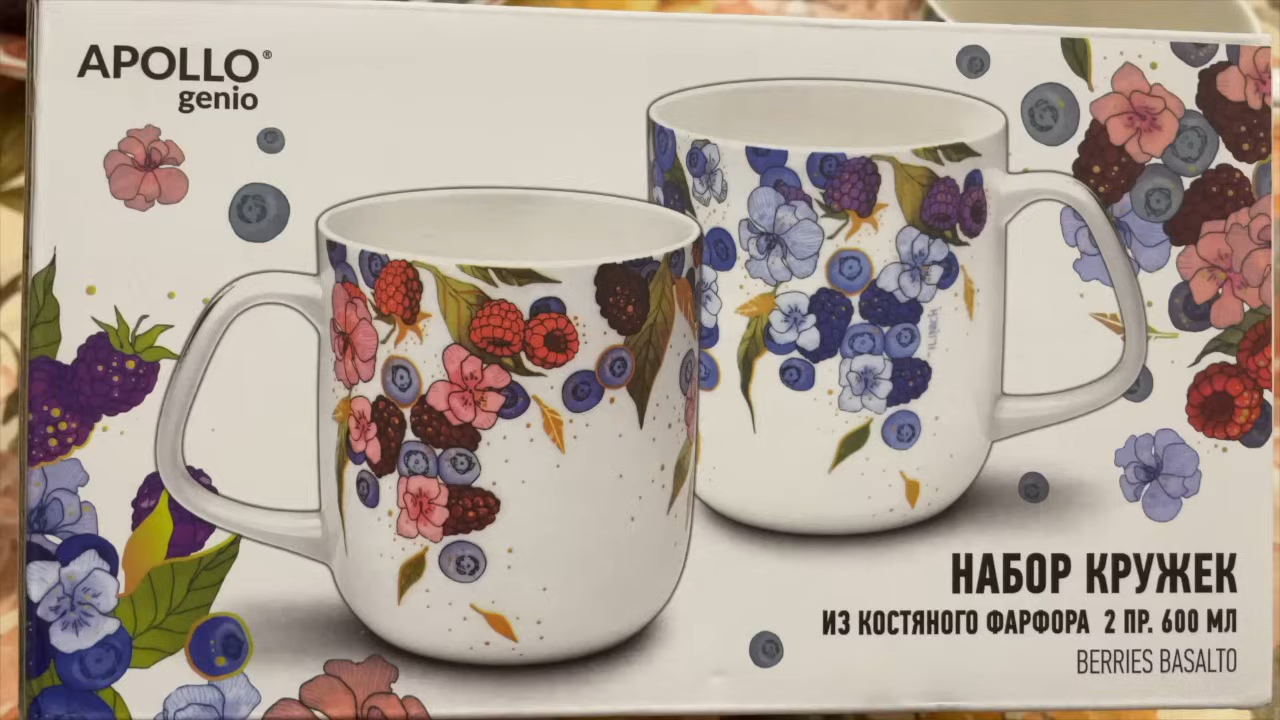 APOLLO®
genio
НАБОР КРУЖЕК
ИЗ КОСТЯНОГО ФАРФОРА 2 ПР. 600 МЛ
BERRIES BASALTO